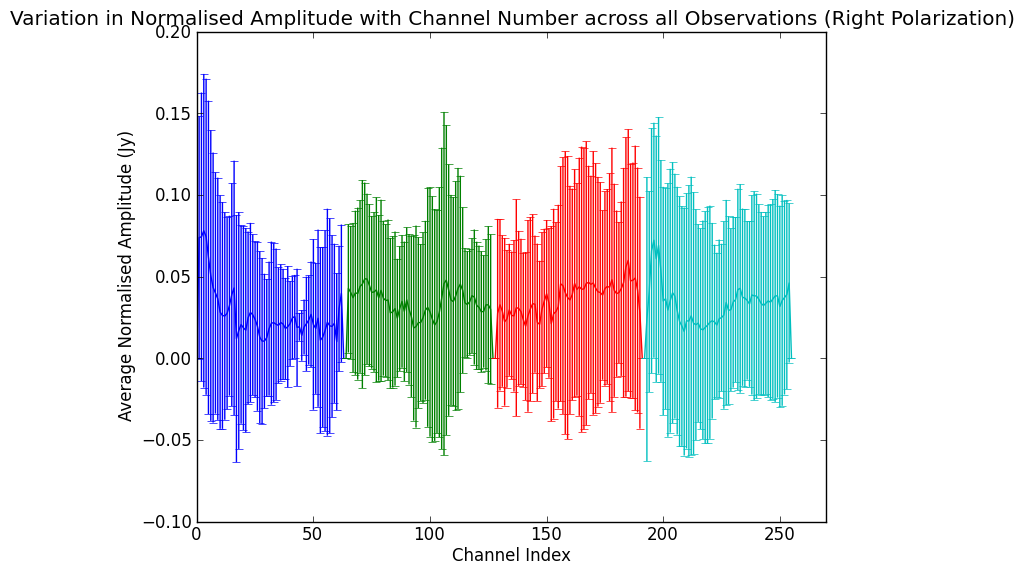 Variation in Normalised Amplitude with Channel Number across all Observations (Right Polarization)
0.20
0.15
0.10
0.05
0.00
−0.05
−0.10
Average Normalised Amplitude (Jy)
0 50 100 150 200 250
Channel Index